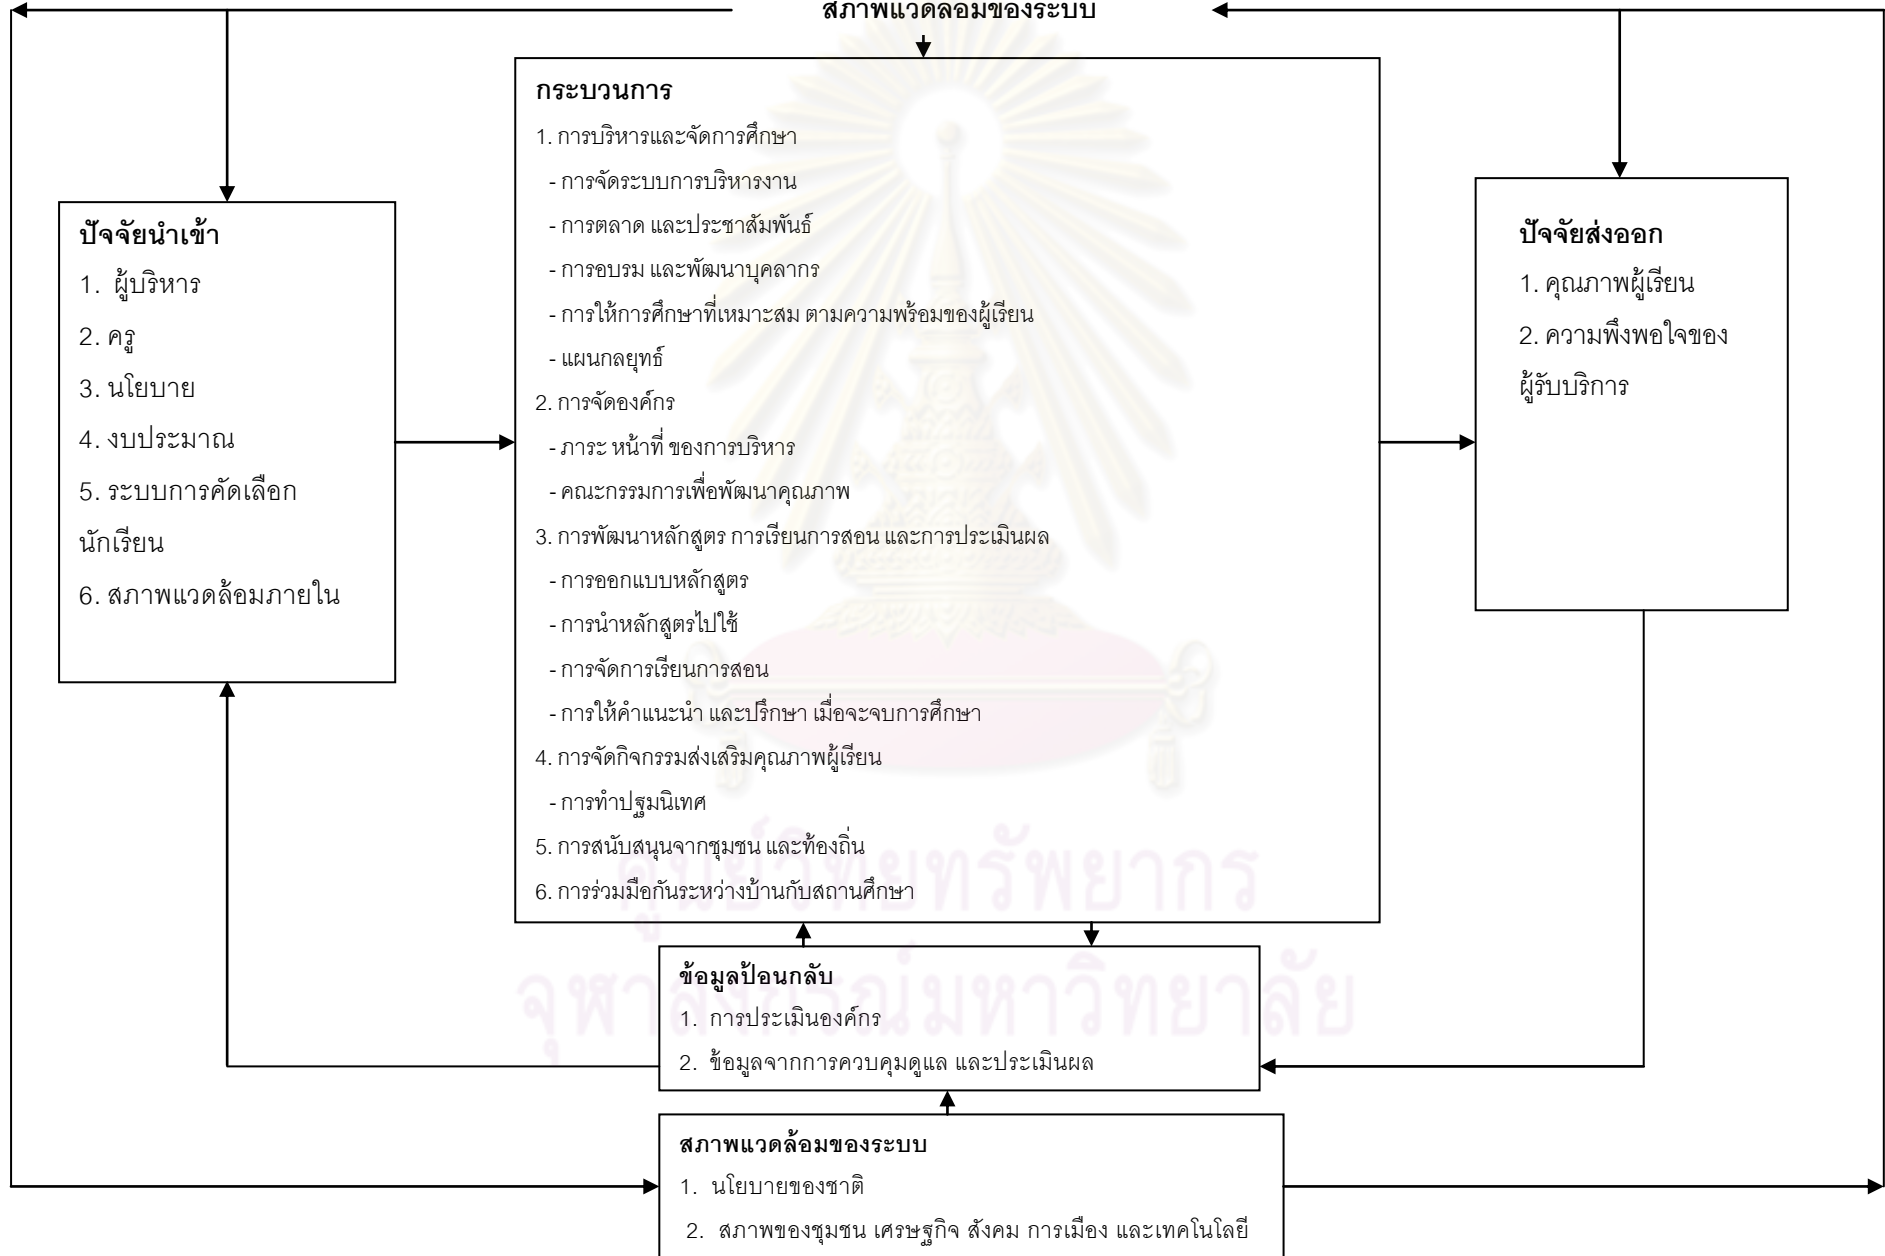 สภาพแวดล้อมของระบบ
ปัจจัยนำเข้า
1. ผู้บริหาร
2. ครู
3. นโยบาย
4. งบประมาณ
5. ระบบการคัดเลือก
นักเรียน
6. สภาพแวดล้อมภายใน
กระบวนการ
1. การบริหารและจัดการศึกษา
- การจัดระบบการบริหารงาน
- การตลาด และประชาสัมพันธ์
- การอบรม และพัฒนาบุคลากร
- การให้การศึกษาที่เหมาะสม ตามความพร้อมของผู้เรียน
- แผนกลยุทธ์
2. การจัดองค์กร
- ภาระ หน้าที่ ของการบริหาร
- คณะกรรมการเพื่อพัฒนาคุณภาพ
3. การพัฒนาหลักสูตร การเรียนการสอน และการประเมินผล
- การออกแบบหลักสูตร
- การนำหลักสูตรไปใช้
- การจัดการเรียนการสอน
- การให้คำแนะนำ และปรึกษา เมื่อจะจบการศึกษา
4. การจัดกิจกรรมส่งเสริมคุณภาพผู้เรียน
- การทำปฐมนิเทศ
5. การสนับสนุนจากชุมชน และท้องถิ่น
6. การร่วมมือกันระหว่างบ้านกับสถานศึกษา
ปัจจัยส่งออก
1. คุณภาพผู้เรียน
2. ความพึงพอใจของ
ผู้รับบริการ
ศูนย์วิทยทรัพยากร
จุฬาลงกรณ์มหาวิทยาลัย
ข้อมูลป้อนกลับ
1. การประเมินองค์กร
2. ข้อมูลจากการควบคุมดูแล และประเมินผล
สภาพแวดล้อมของระบบ
1. นโยบายของชาติ
2. สภาพของชุมชน เศรษฐกิจ สังคม การเมือง และเทคโนโลยี